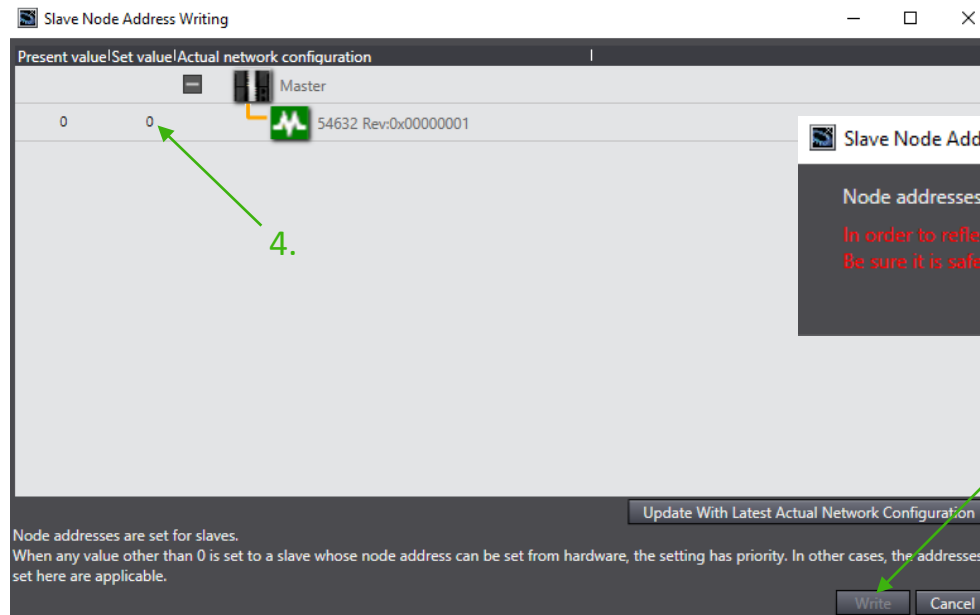 Slave Node Address Writing
Present value|Set value|Actual network configuration
Master
0 0 54632 Rev:0x00000001
4.
Slave Node Add
Node addresses
In order to refle
Be sure it is safe
Update With Latest Actual Network Configuration
Node addresses are set for slaves.
When any value other than 0 is set to a slave whose node address can be set from hardware, the setting has priority. In other cases, the addresses
set here are applicable.
Write Cancel